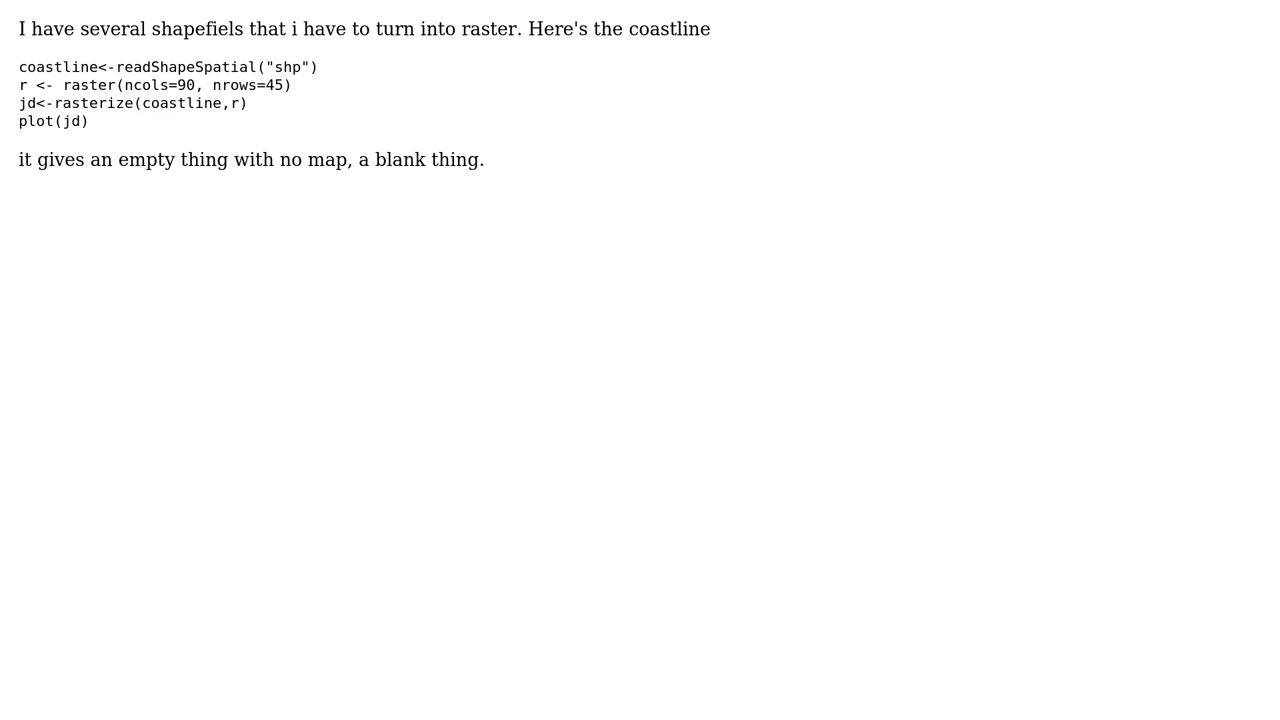 I have several shapefiels that i have to turn into raster. Here's the coastline
coastline<-readShapeSpatial("shp")
r <- raster(ncols=90, nrows=45)
jd<-rasterize(coastline,r)
plot(jd)
it gives an empty thing with no map, a blank thing.